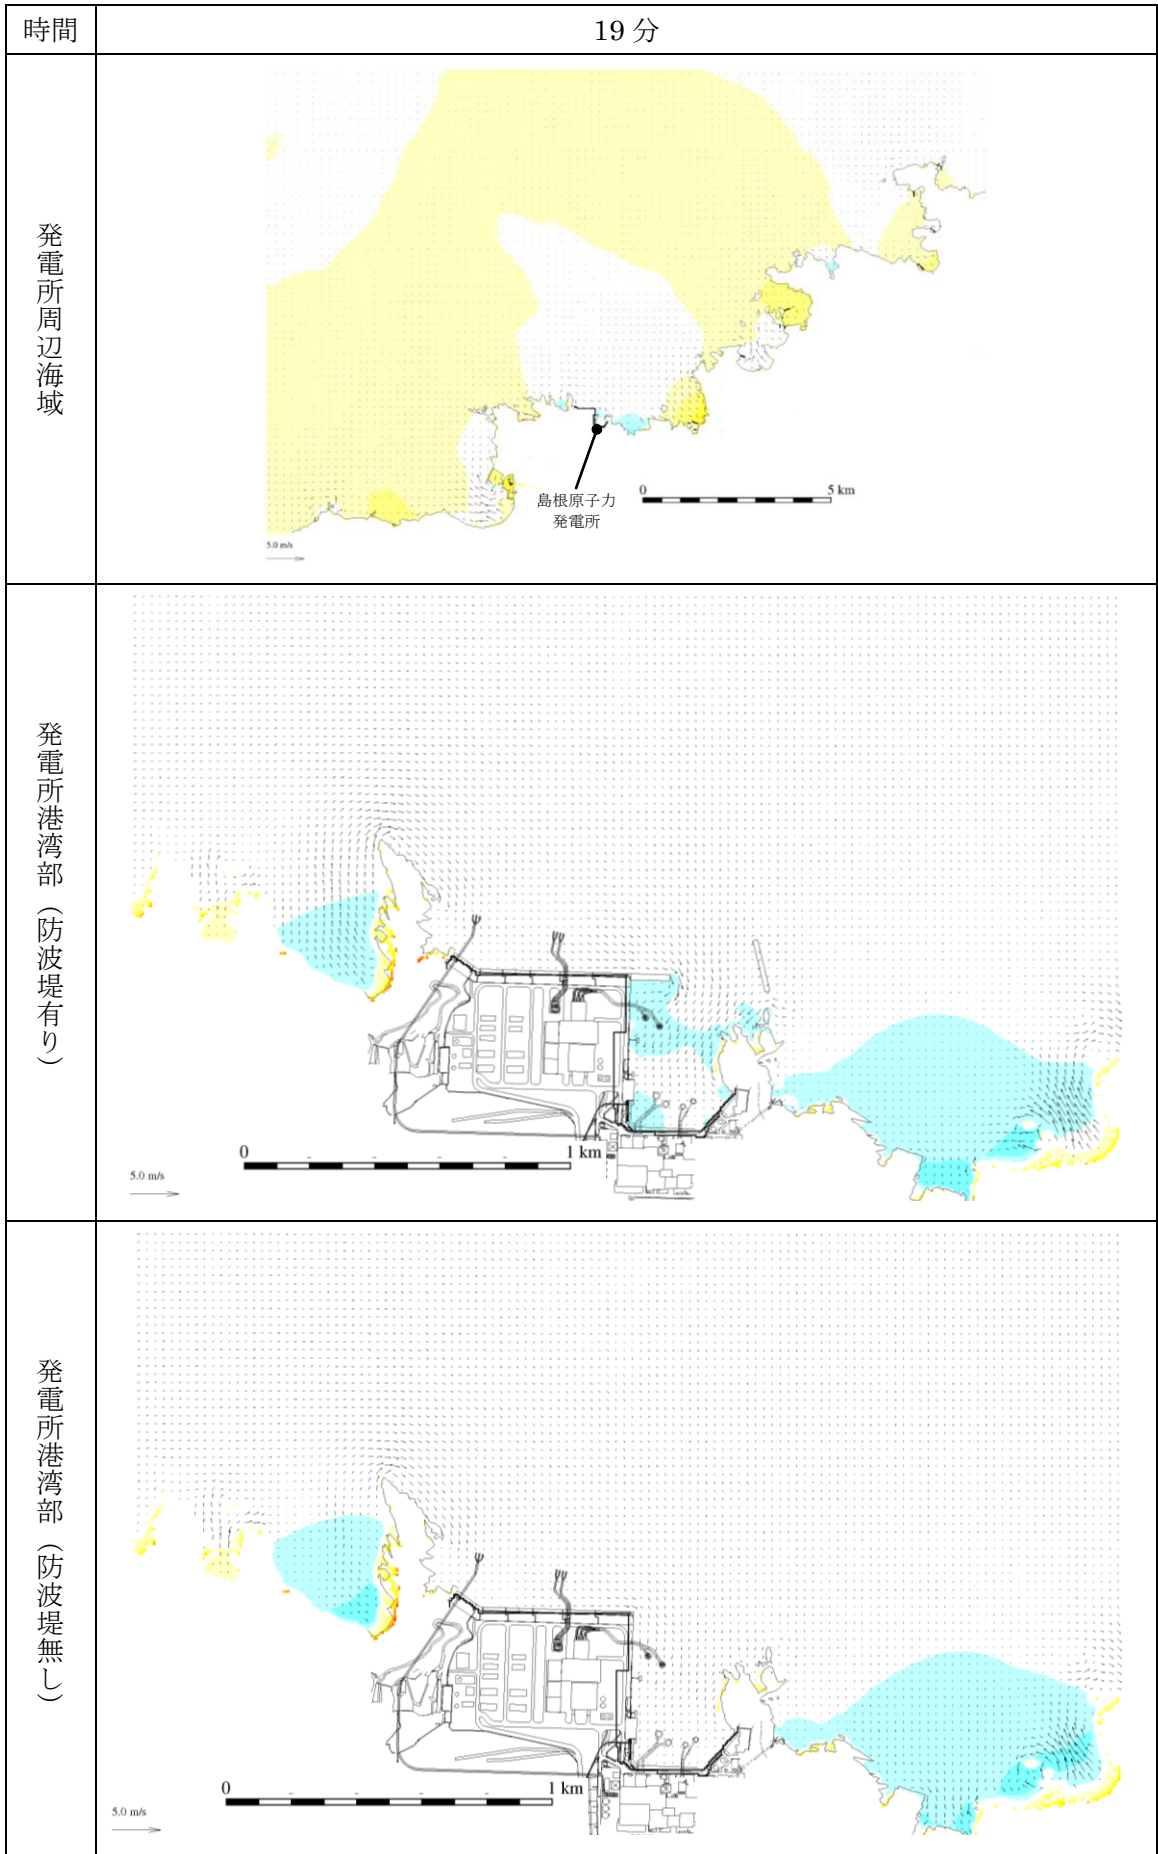 時間
19 分
発電所周辺海域
島根原子力
発電所
0
5 km
5.0 m/s
発電所港湾部（防波堤有り）
0
1 km
5.0 m/s
発電所港湾部（防波堤無し）
0
1 km
5.0 m/s